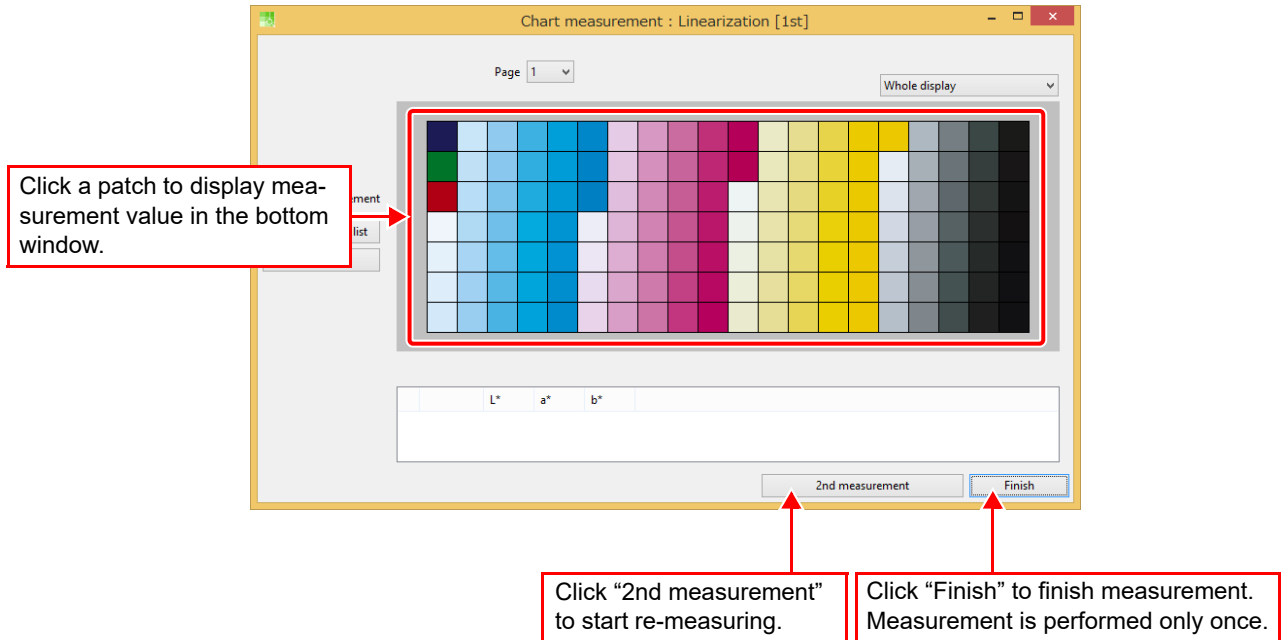 Chart measurement : Linearization [1st]
Page 1
Whole display
Click a patch to display mea-
surement value in the bottom
window.
list
L* a* b*
2nd measurement Finish
Click “2nd measurement”
to start re-measuring.
Click “Finish” to finish measurement.
Measurement is performed only once.